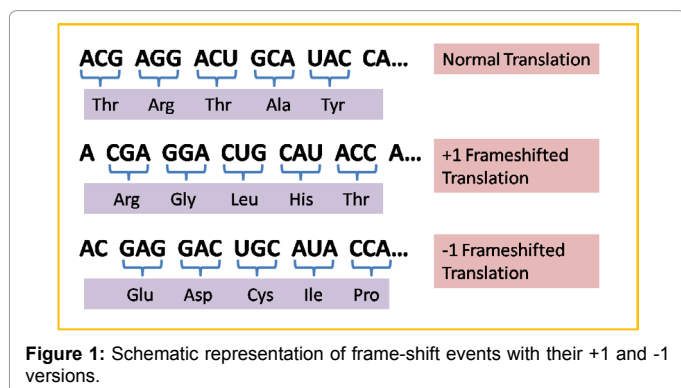 ACG AGG ACU GCA UAC CA...
Normal Translation
Thr Arg Thr Ala Tyr
A CGA GGA CUG CAU ACC A...
+1 Frameshifted
Translation
Arg Gly Leu His Thr
AC GAG GAC UGC AUA CCA...
-1 Frameshifted
Translation
Glu Asp Cys Ile Pro
Figure 1: Schematic representation of frame-shift events with their +1 and -1
versions.